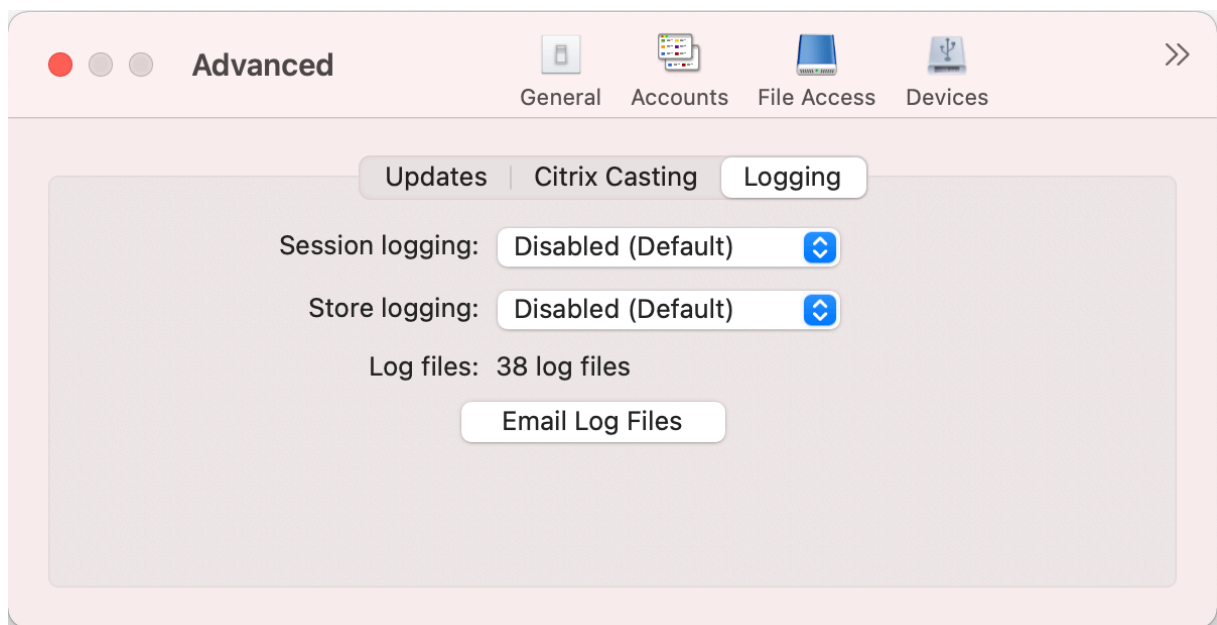 Advanced
General Accounts File Access Devices
Updates Citrix Casting Logging
Session logging: Disabled (Default)
Store logging: Disabled (Default)
Log files: 38 log files
Email Log Files